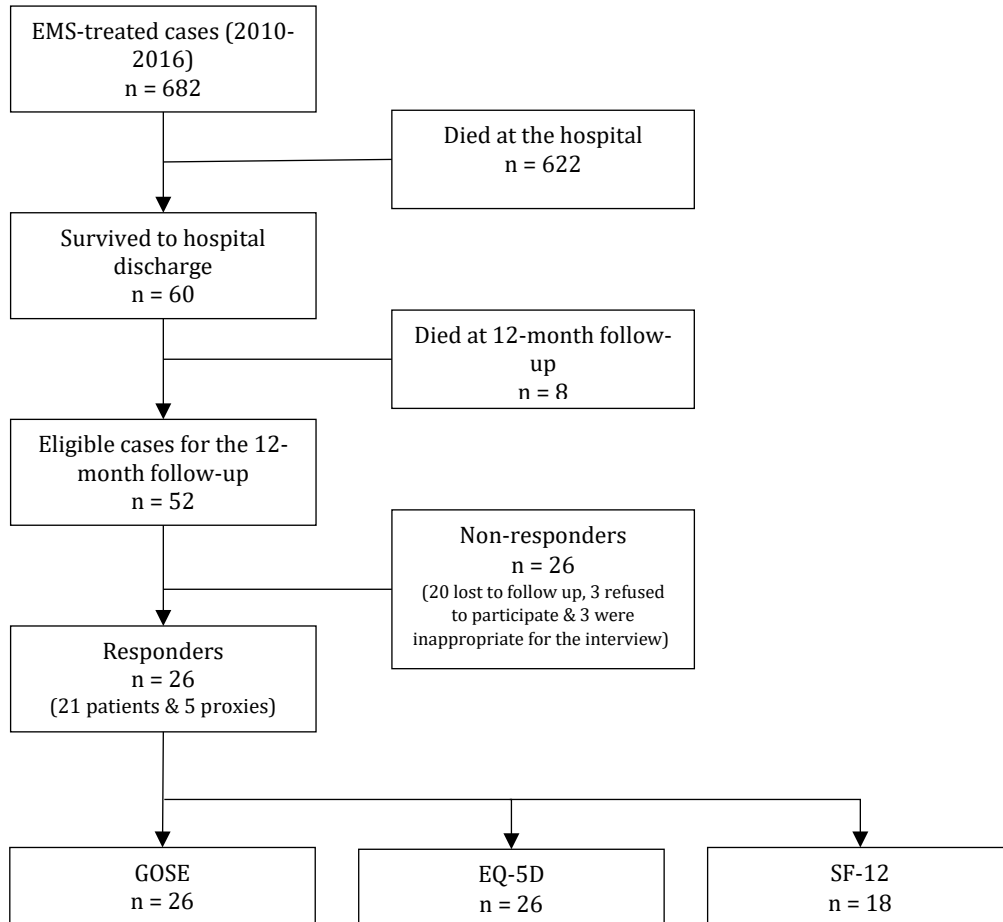 EMS-treated cases (2010-
2016)
n = 682
Died at the hospital
n = 622
Survived to hospital
discharge
n = 60
Died at 12-month follow-
up
n = 8
Eligible cases for the 12-
month follow-up
n = 52
Non-responders
n = 26
(20 lost to follow up, 3 refused
to participate & 3 were
inappropriate for the interview)
Responders
n = 26
(21 patients & 5 proxies)
GOSE
n = 26
EQ-5D
n = 26
SF-12
n = 18